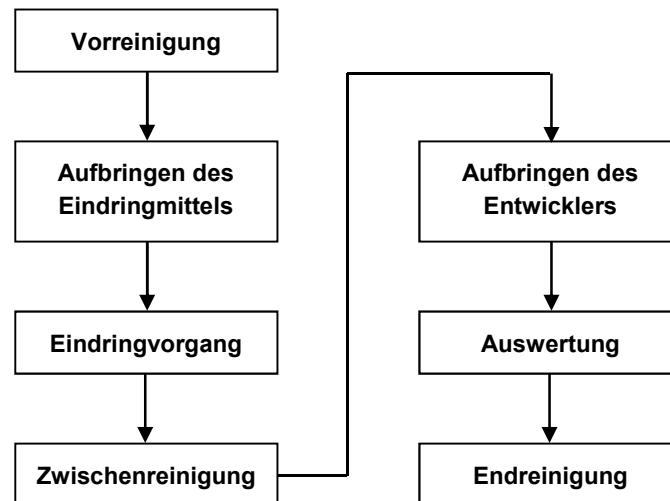 Vorreinigung
Aufbringen des
Eindringmittels
Eindringvorgang
Zwischenreinigung
Aufbringen des
Entwicklers
Auswertung
Endreinigung